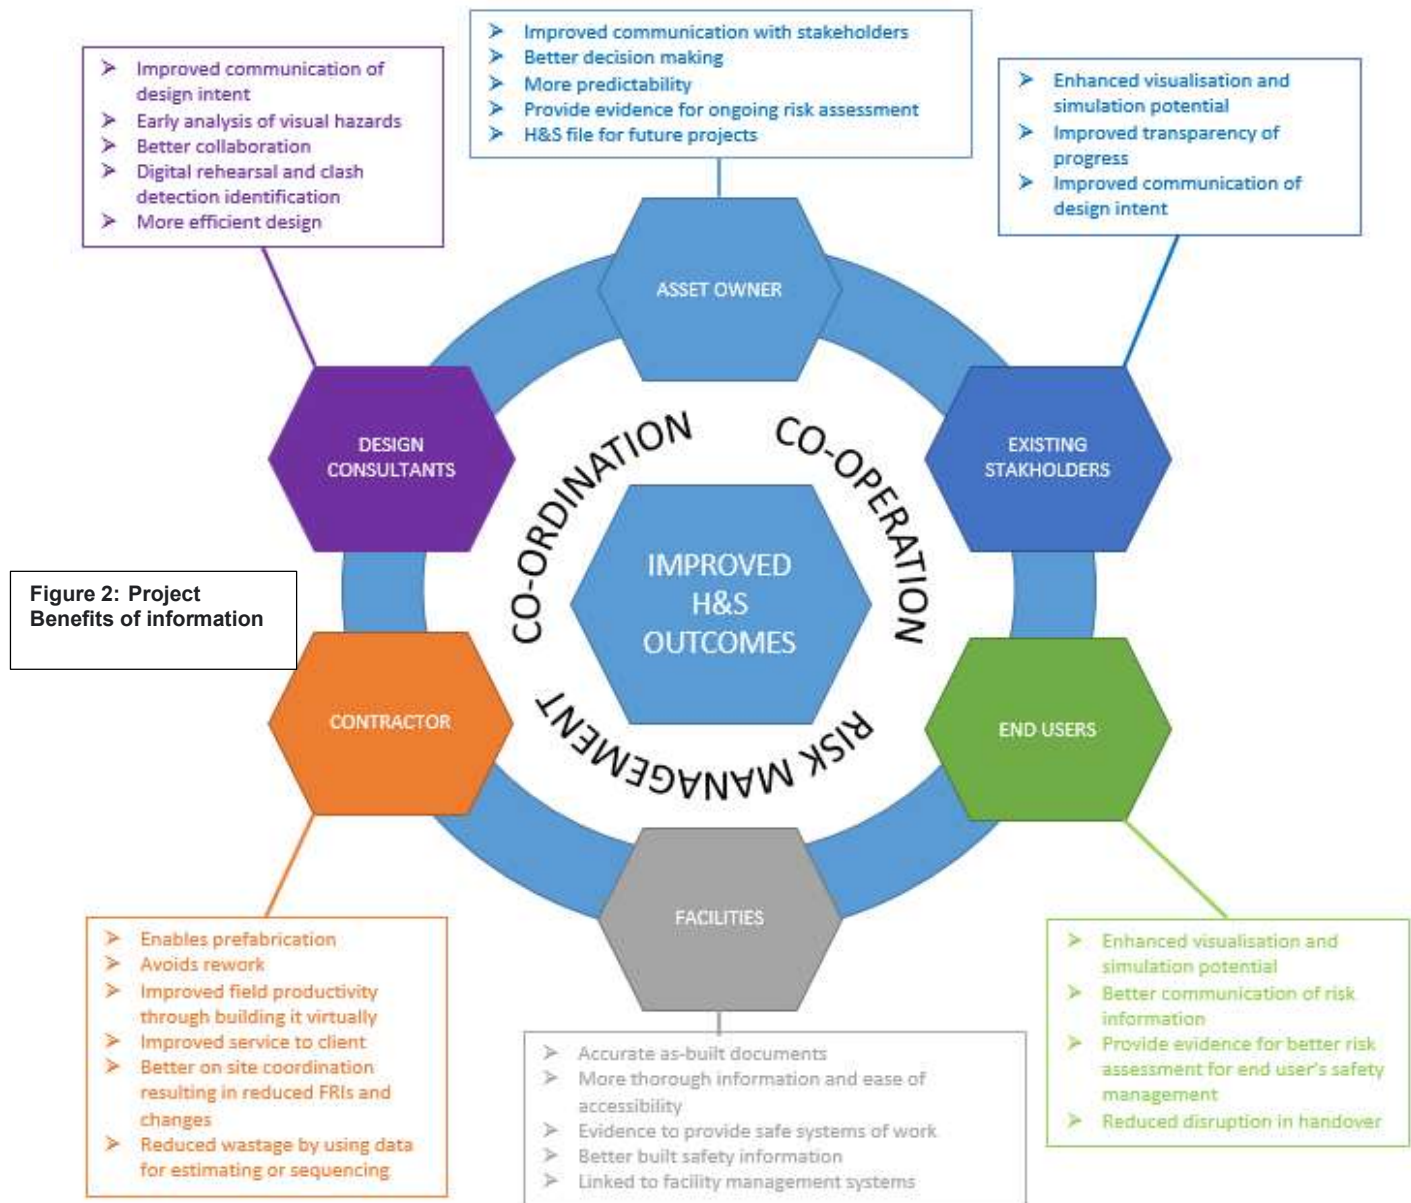 Improved communication with stakeholders
Better decision making
More predictability
Provide evidence for ongoing risk assessment
H&S file for future projects
Improved communication of
design intent
Early analysis of visual hazards
Better collaboration
Digital rehearsal and clash
detection identification
More efficient design
Enhanced visualisation and
simulation potential
Improved transparency of
progress
Improved communication of
design intent
ASSET OWNER
DESIGN
CONSULTANTS
EXISTING
STAKHOLDERS
CO-ORDINATION
CO-OPERATION
RISK MANAGEMENT
IMPROVED
H&S
OUTCOMES
Figure 2: Project
Benefits of information
CONTRACTOR
END USERS
FACILITIES
Enables prefabrication
Avoids rework
Improved field productivity
through building it virtually
Improved service to client
Better on site coordination
resulting in reduced FRIs and
changes
Reduced wastage by using data
for estimating or sequencing
Accurate as-built documents
More thorough information and ease of
accessibility
Evidence to provide safe systems of work
Better built safety information
Linked to facility management systems
Enhanced visualisation and
simulation potential
Better communication of risk
information
Provide evidence for better risk
assessment for end user's safety
management
Reduced disruption in handover